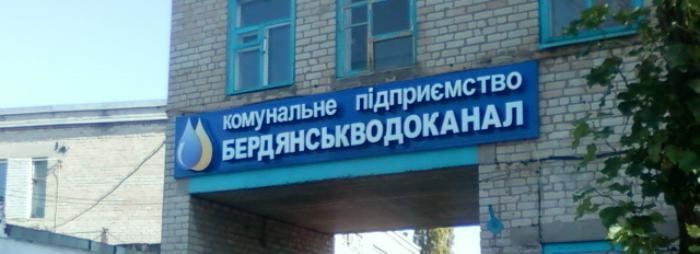 комунальне підприємство
БЕРДЯНСЬКВОДОКАНАЛ